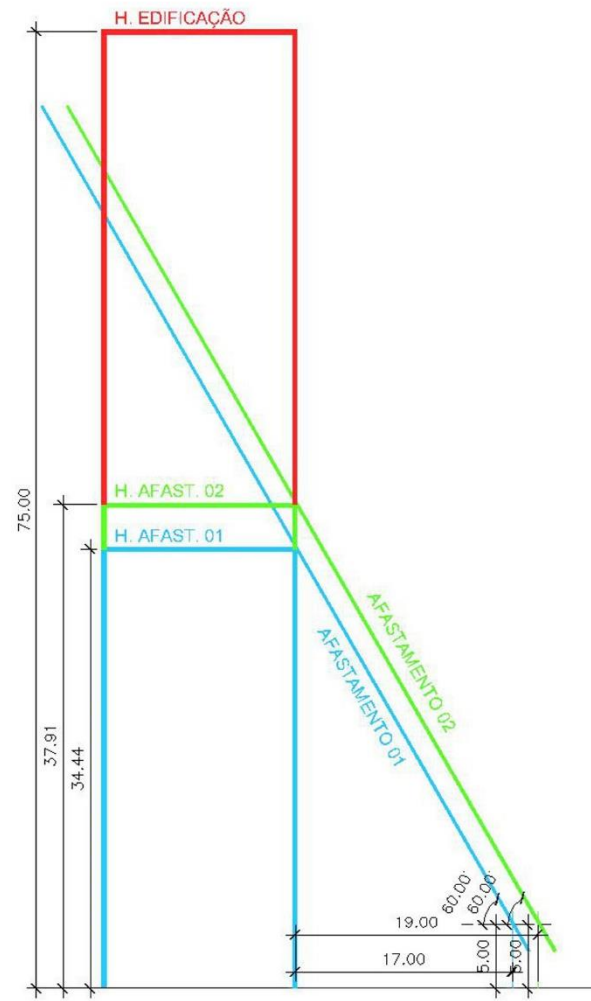 H. EDIFICAÇÃO
75.00
H. AFAST. 02
H. AFAST. 01
37.91
34.44
AFASTAMENTO 01
AFASTAMENTO 02
60.00°
60.00°
19.00
17.00
5.00
5.00